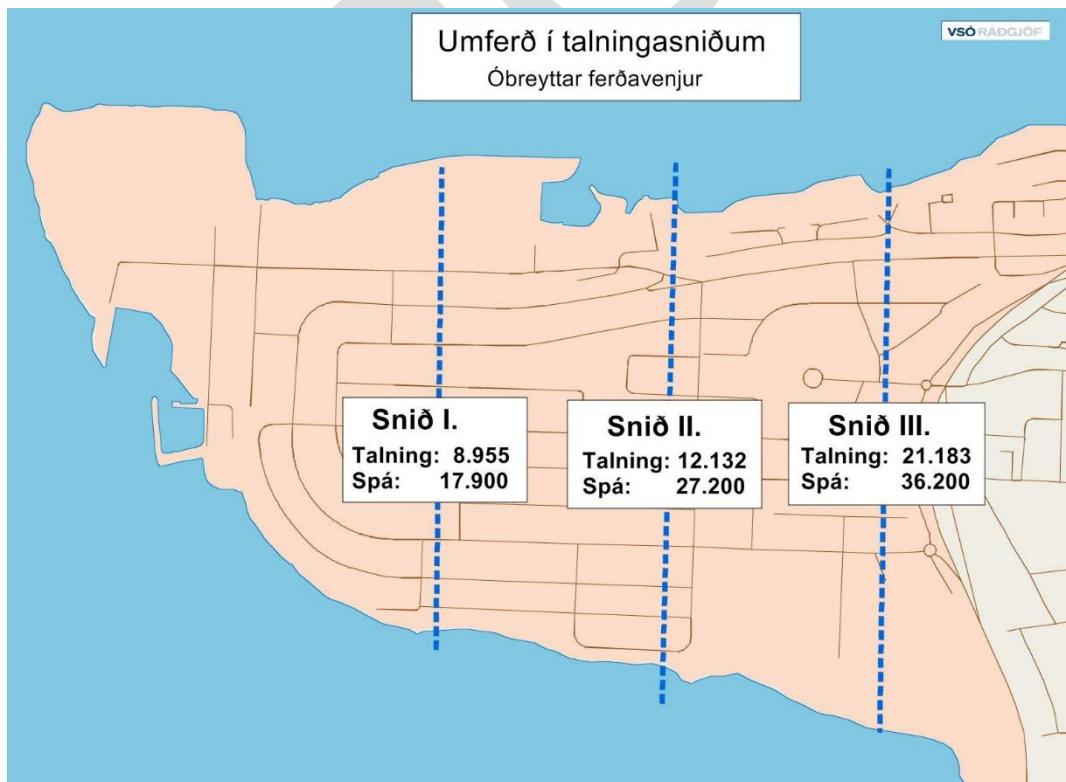 Umferð í talningasniðum
Óbreyttar ferðavenjur
VSÓ RÁÐGJÖF
Snið I.
Talning: 8.955
Spá: 17.900
Snið II.
Talning: 12.132
Spá: 27.200
Snið III.
Talning: 21.183
Spá: 36.200